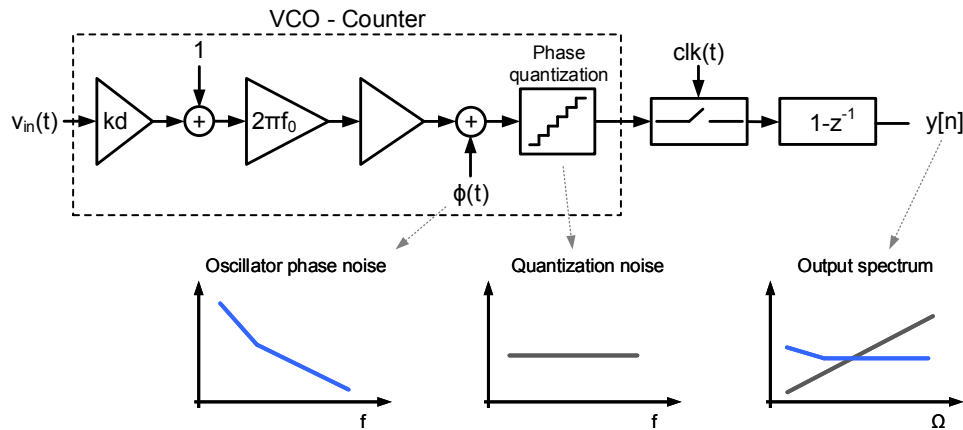 VCO - Counter
1
Phase
quantization
clk(t)
v_in(t)
kd
+
2πf₀
+
1-z⁻¹
y[n]
ϕ(t)
Oscillator phase noise
Quantization noise
Output spectrum
f
f
Ω